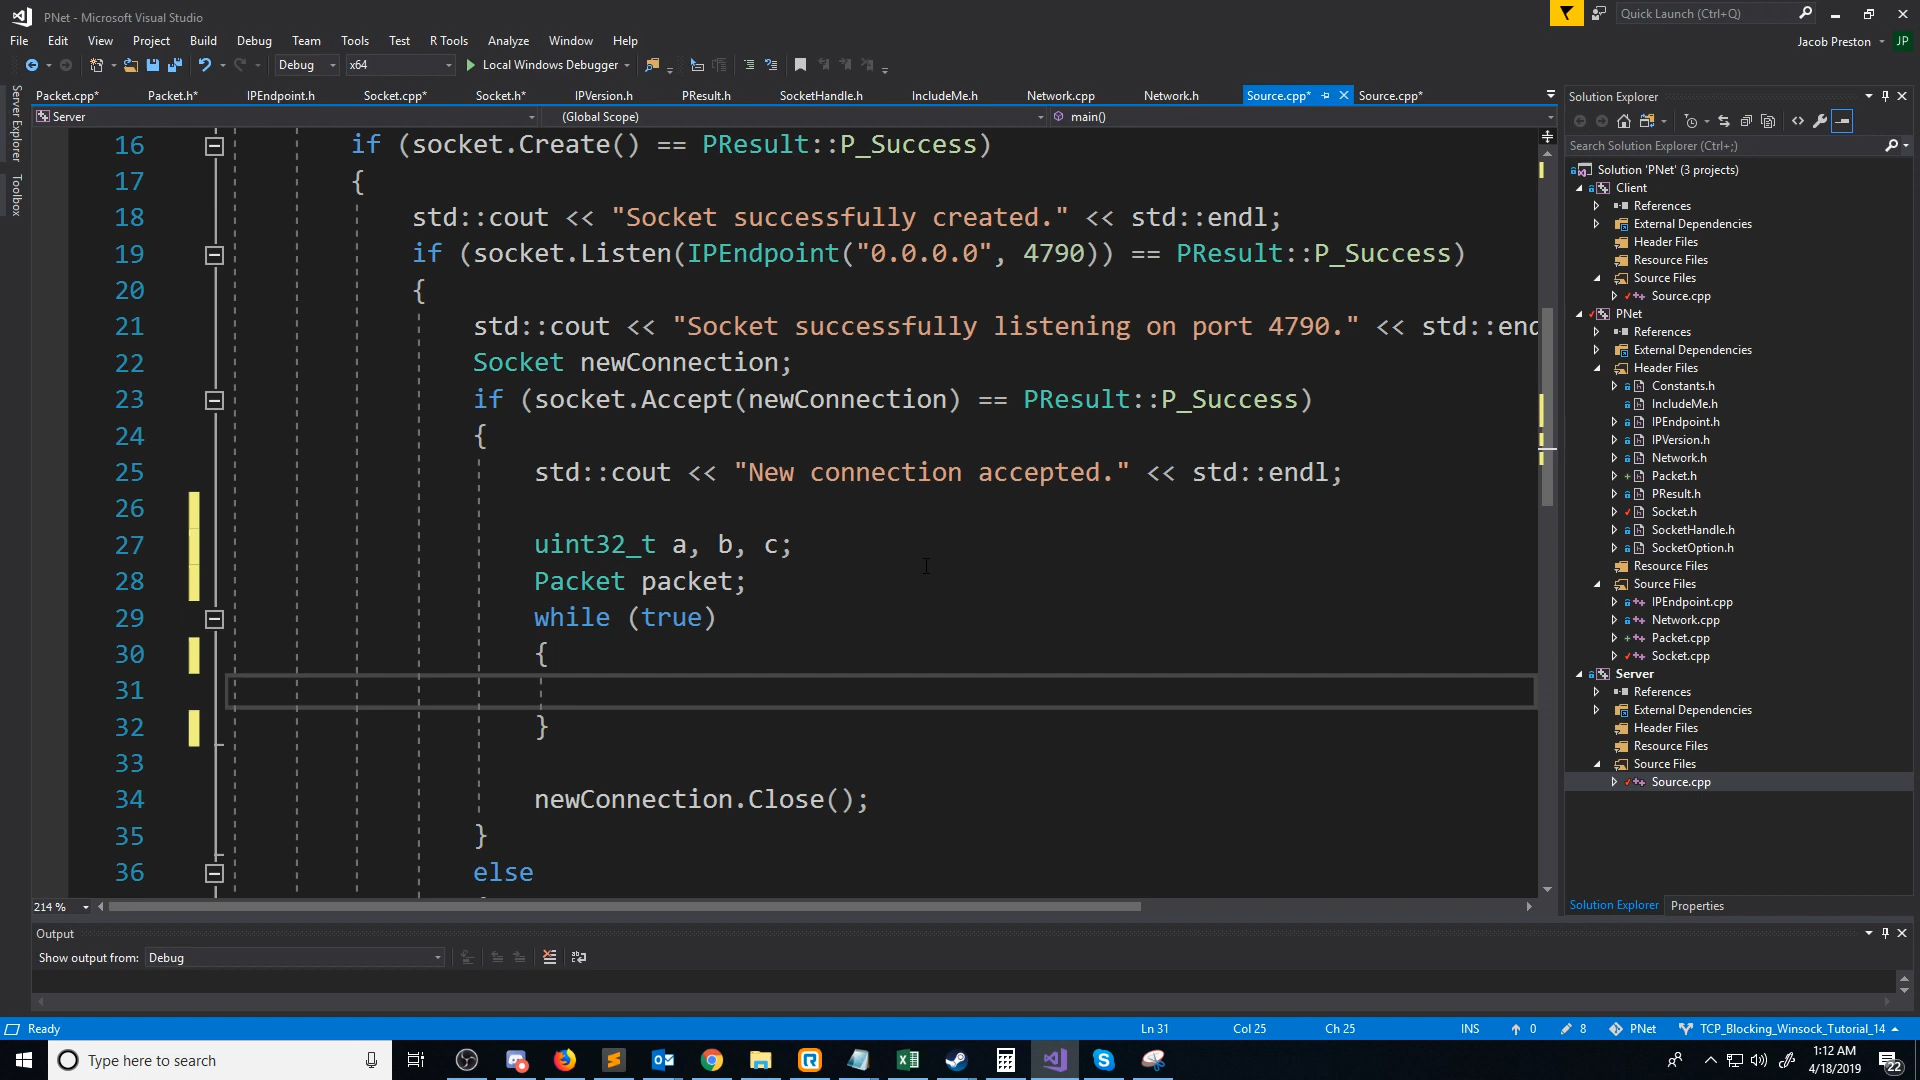 PNet - Microsoft Visual Studio
Quick Launch (Ctrl+Q)
File Edit View Project Build Debug Team Tools Test R Tools Analyze Window Help
Jacob Preston JP
Debug x64 Local Windows Debugger
Packet.cpp* Packet.h* IPEndpoint.h Socket.cpp* Socket.h* IPVersion.h PResult.h SocketHandle.h IncludeMe.h Network.cpp Network.h Source.cpp* Source.cpp*
Server (Global Scope) main()
Server Explorer
Toolbox
16 if (socket.Create() == PResult::P_Success)
17 {
18 std::cout << "Socket successfully created." << std::endl;
19 if (socket.Listen(IPEndpoint("0.0.0.0", 4790)) == PResult::P_Success)
20 {
21 std::cout << "Socket successfully listening on port 4790." << std::end
22 Socket newConnection;
23 if (socket.Accept(newConnection) == PResult::P_Success)
24 {
25 std::cout << "New connection accepted." << std::endl;
26
27 uint32_t a, b, c;
28 Packet packet;
29 while (true)
30 {
31
32 }
33
34 newConnection.Close();
35 }
36 else
214 %
Solution Explorer
Search Solution Explorer (Ctrl+;)
Solution 'PNet' (3 projects)
Client
References
External Dependencies
Header Files
Resource Files
Source Files
Source.cpp
PNet
References
External Dependencies
Header Files
Constants.h
IncludeMe.h
IPEndpoint.h
IPVersion.h
Network.h
Packet.h
PResult.h
Socket.h
SocketHandle.h
SocketOption.h
Resource Files
Source Files
IPEndpoint.cpp
Network.cpp
Packet.cpp
Socket.cpp
Server
References
External Dependencies
Header Files
Resource Files
Source Files
Source.cpp
Solution Explorer Properties
Output
Show output from: Debug
Ready Ln 31 Col 25 Ch 25 INS 0 8 PNet TCP_Blocking_Winsock_Tutorial_14
Type here to search
1:12 AM
4/18/2019
22